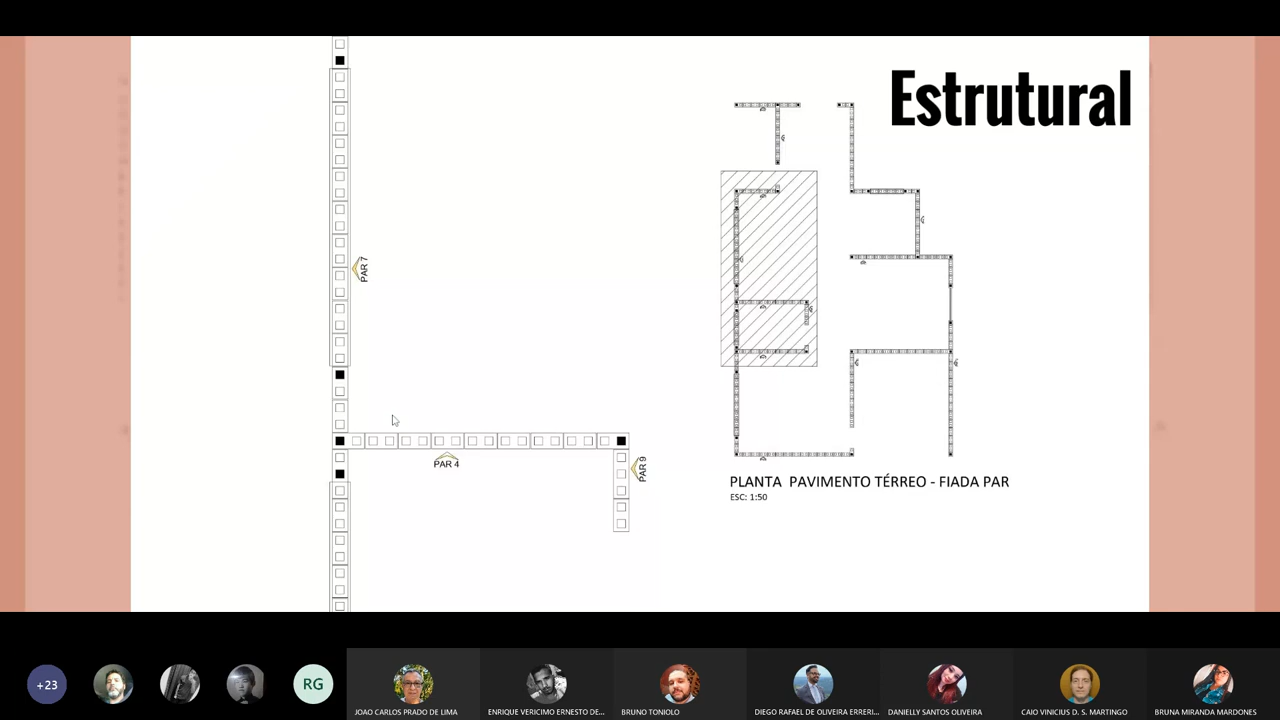 Estrutural
PAR 7
PAR 4
PAR 9
PLANTA PAVIMENTO TÉRREO - FIADA PAR
ESC: 1:50
+23
RG
JOAO CARLOS PRADO DE LIMA
ENRIQUE VERICIMO ERNESTO DE...
BRUNO TONIOLO
DIEGO RAFAEL DE OLIVEIRA ERRERI...
DANIELLY SANTOS OLIVEIRA
CAIO VINICIUS D. S. MARTINGO
BRUNA MIRANDA MARDONES